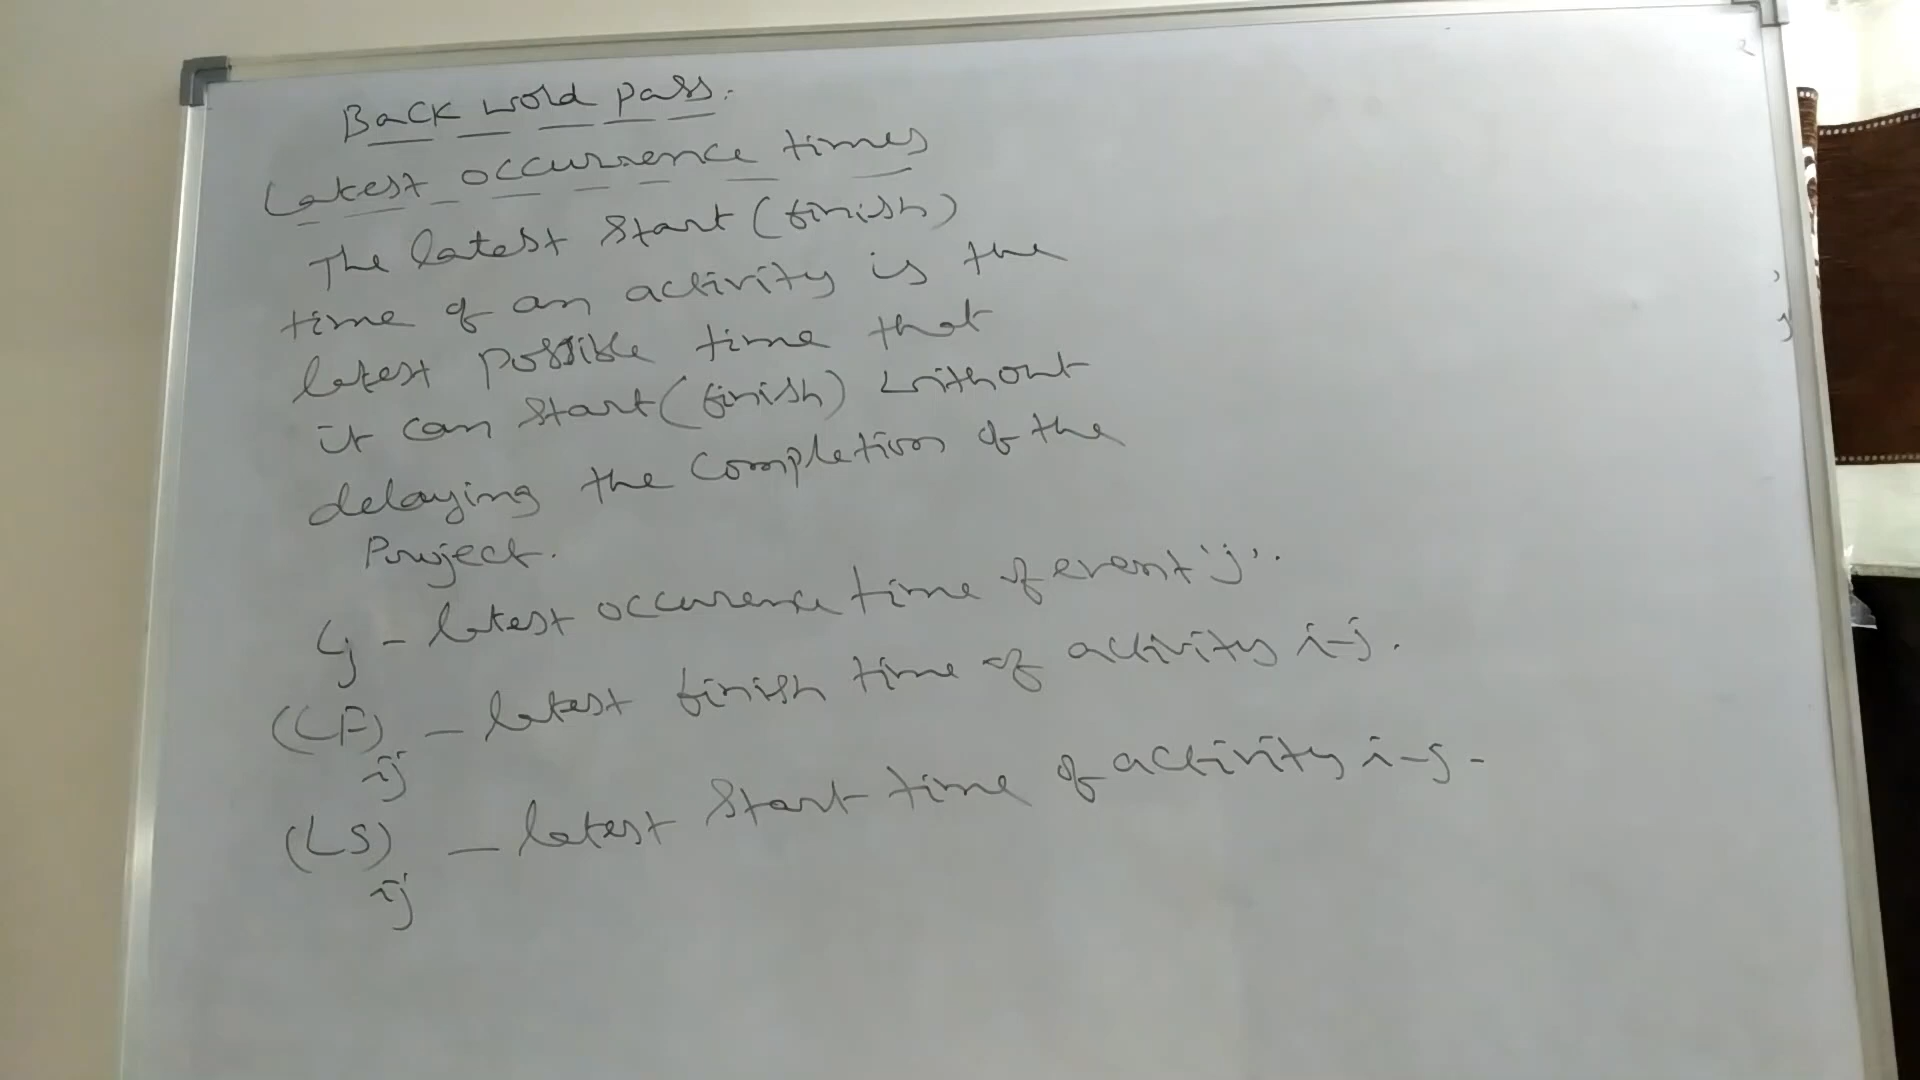 Back word pass.
Latest occurrence times
The latest start (finish)
time of an activity is the
latest possible time that
it can start (finish) without
delaying the completion of the
Project.
Lj - latest occurence time of event 'j'.
(LF)ij - latest finish time of activity i-j.
(LS)ij - latest start time of activity i-j.